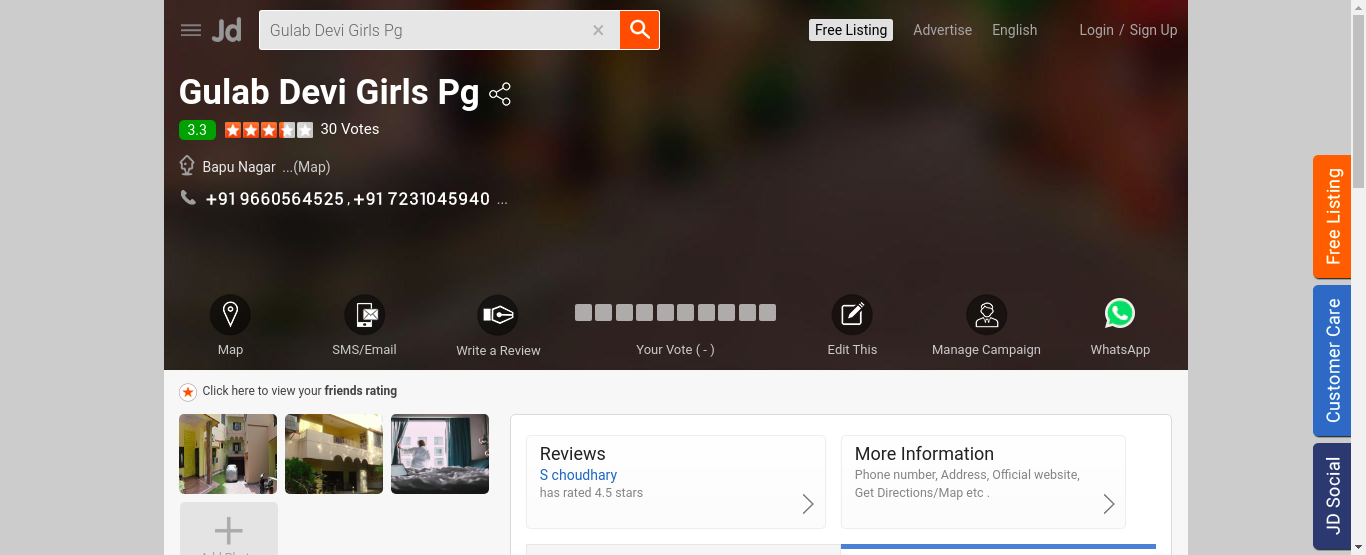 Jd
Gulab Devi Girls Pg
Free Listing
Advertise
English
Login / Sign Up
Gulab Devi Girls Pg
3.3
30 Votes
Bapu Nagar ...(Map)
+91 9660564525 , +91 7231045940 ...
Map
SMS/Email
Write a Review
Your Vote ( - )
Edit This
Manage Campaign
WhatsApp
Click here to view your friends rating
Reviews
S choudhary
has rated 4.5 stars
More Information
Phone number, Address, Official website,
Get Directions/Map etc .
Free Listing
Customer Care
JD Social